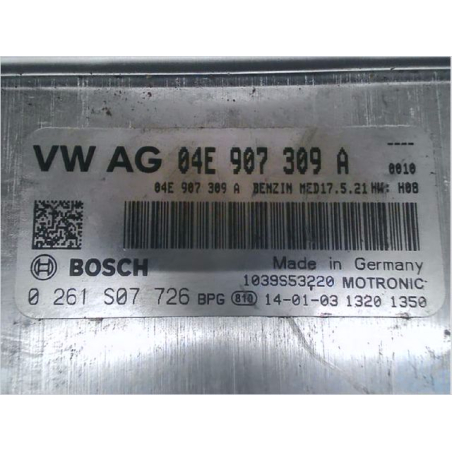 VW AG 04E 907 309 A ----
0010
04E 907 309 A BENZIN MED17.5.21 HW: H08
BOSCH
Made in Germany
1039S53220 MOTRONIC
0 261 S07 726 BPG 810 14-01-03 1320 1350